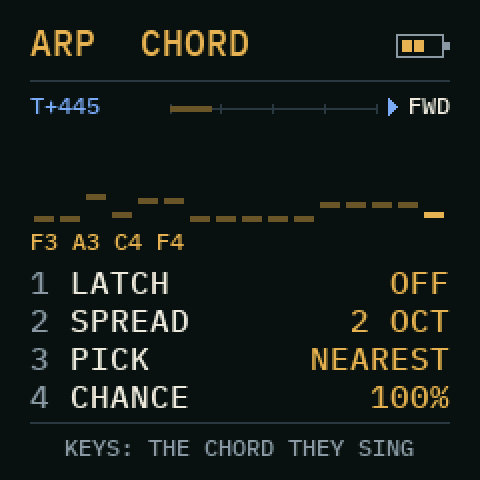 ARP CHORD
T+445 FWD
F3 A3 C4 F4
1 LATCH OFF
2 SPREAD 2 OCT
3 PICK NEAREST
4 CHANCE 100%
KEYS: THE CHORD THEY SING